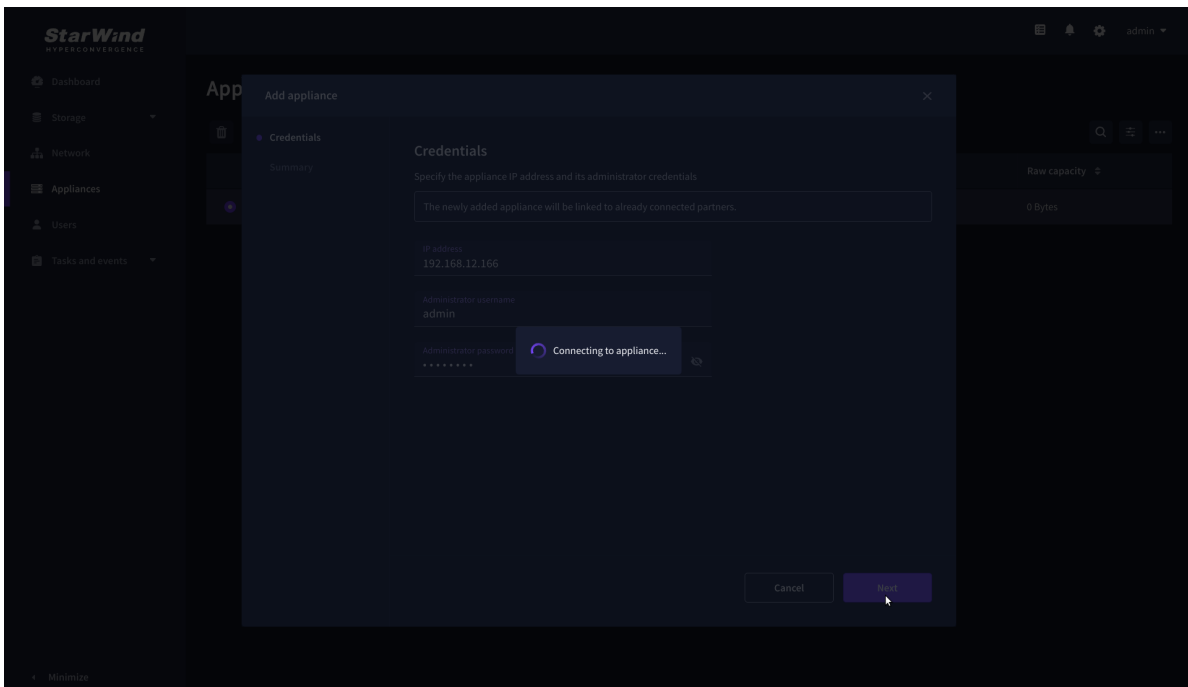 StarWind
HYPERCONVERGENCE
admin
Dashboard
Storage
Network
Appliances
Users
Tasks and events
Minimize
App
Raw capacity
0 Bytes
Add appliance
Credentials
Summary
Credentials
Specify the appliance IP address and its administrator credentials
The newly added appliance will be linked to already connected partners.
IP address
192.168.12.166
Administrator username
admin
Administrator password
••••••••
Connecting to appliance...
Cancel
Next